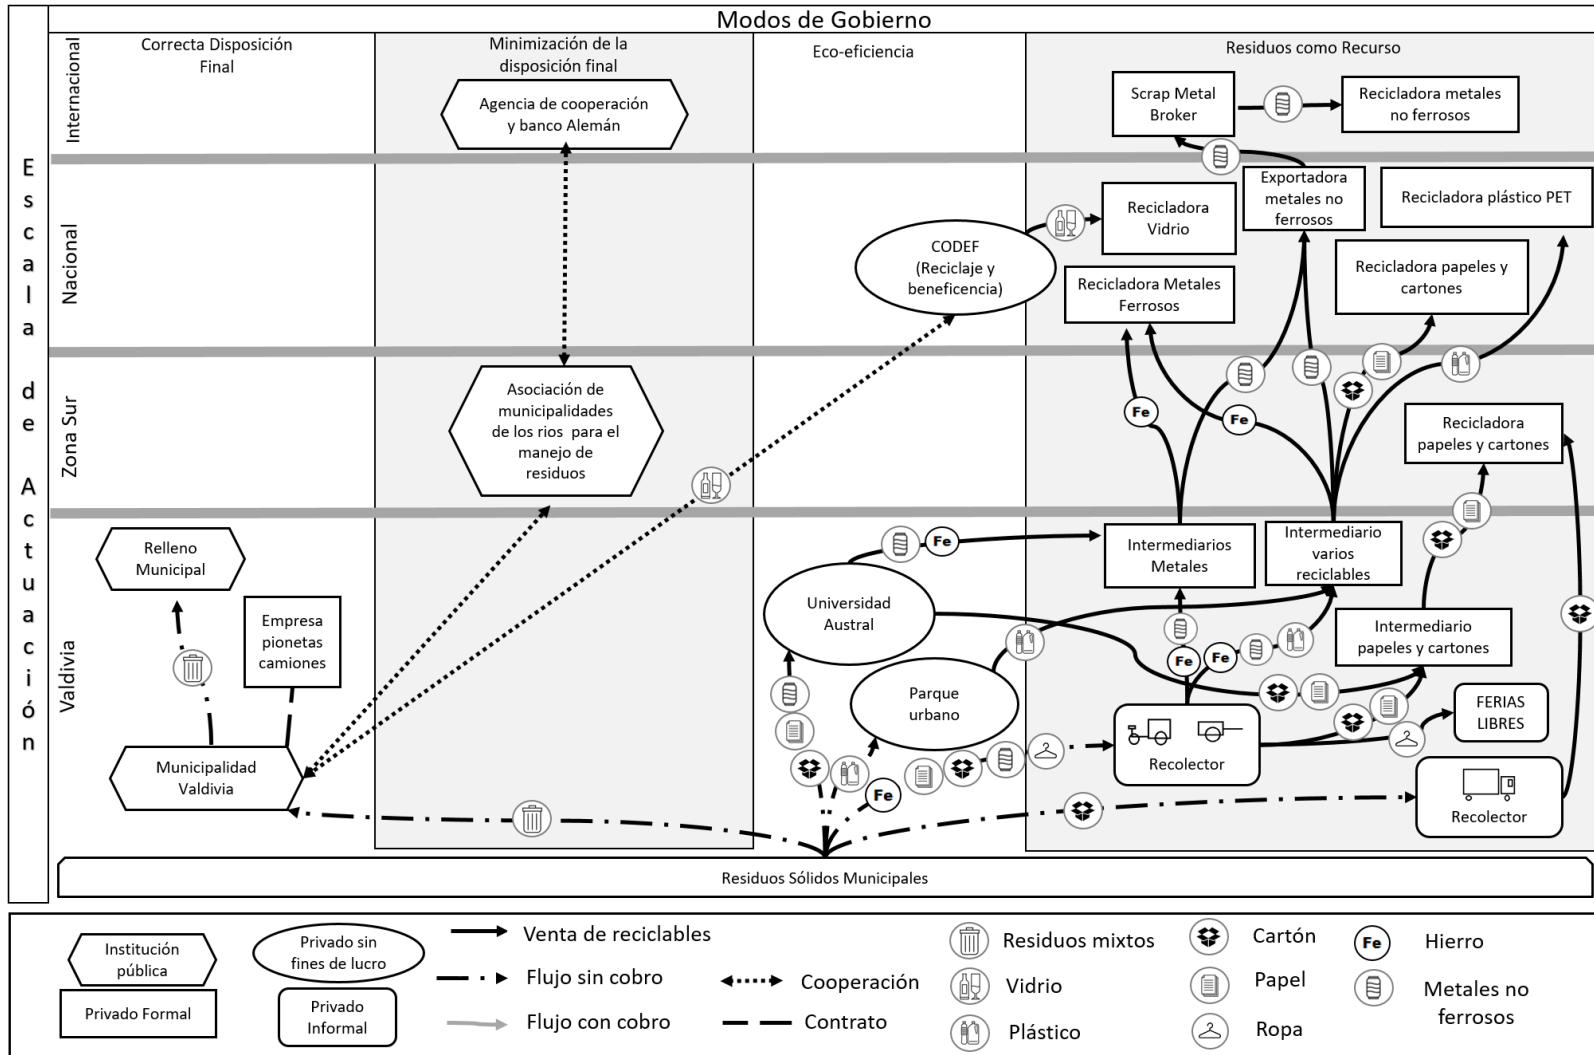 Modos de Gobierno
Escala de Actuación
Internacional
Nacional
Zona Sur
Valdivia
Correcta Disposición
Final
Minimización de la
disposición final
Eco-eficiencia
Residuos como Recurso
Agencia de cooperación
y banco Alemán
Scrap Metal
Broker
Recicladora metales
no ferrosos
CODEF
(Reciclaje y
beneficencia)
Recicladora
Vidrio
Exportadora
metales no
ferrosos
Recicladora plástico PET
Recicladora Metales
Ferrosos
Recicladora papeles y
cartones
Asociación de
municipalidades
de los rios para el
manejo de
residuos
Fe
Fe
Recicladora
papeles y cartones
Relleno
Municipal
Empresa
pionetas
camiones
Municipalidad
Valdivia
Fe
Universidad
Austral
Parque
urbano
Intermediarios
Metales
Intermediario
varios
reciclables
Intermediario
papeles y cartones
Fe
Fe
Fe
Recolector
FERIAS
LIBRES
Recolector
Residuos Sólidos Municipales
Institución
pública
Privado Formal
Privado sin
fines de lucro
Privado
Informal
Venta de reciclables
Flujo sin cobro
Flujo con cobro
Cooperación
Contrato
Residuos mixtos
Vidrio
Plástico
Cartón
Papel
Ropa
Fe
Hierro
Metales no
ferrosos